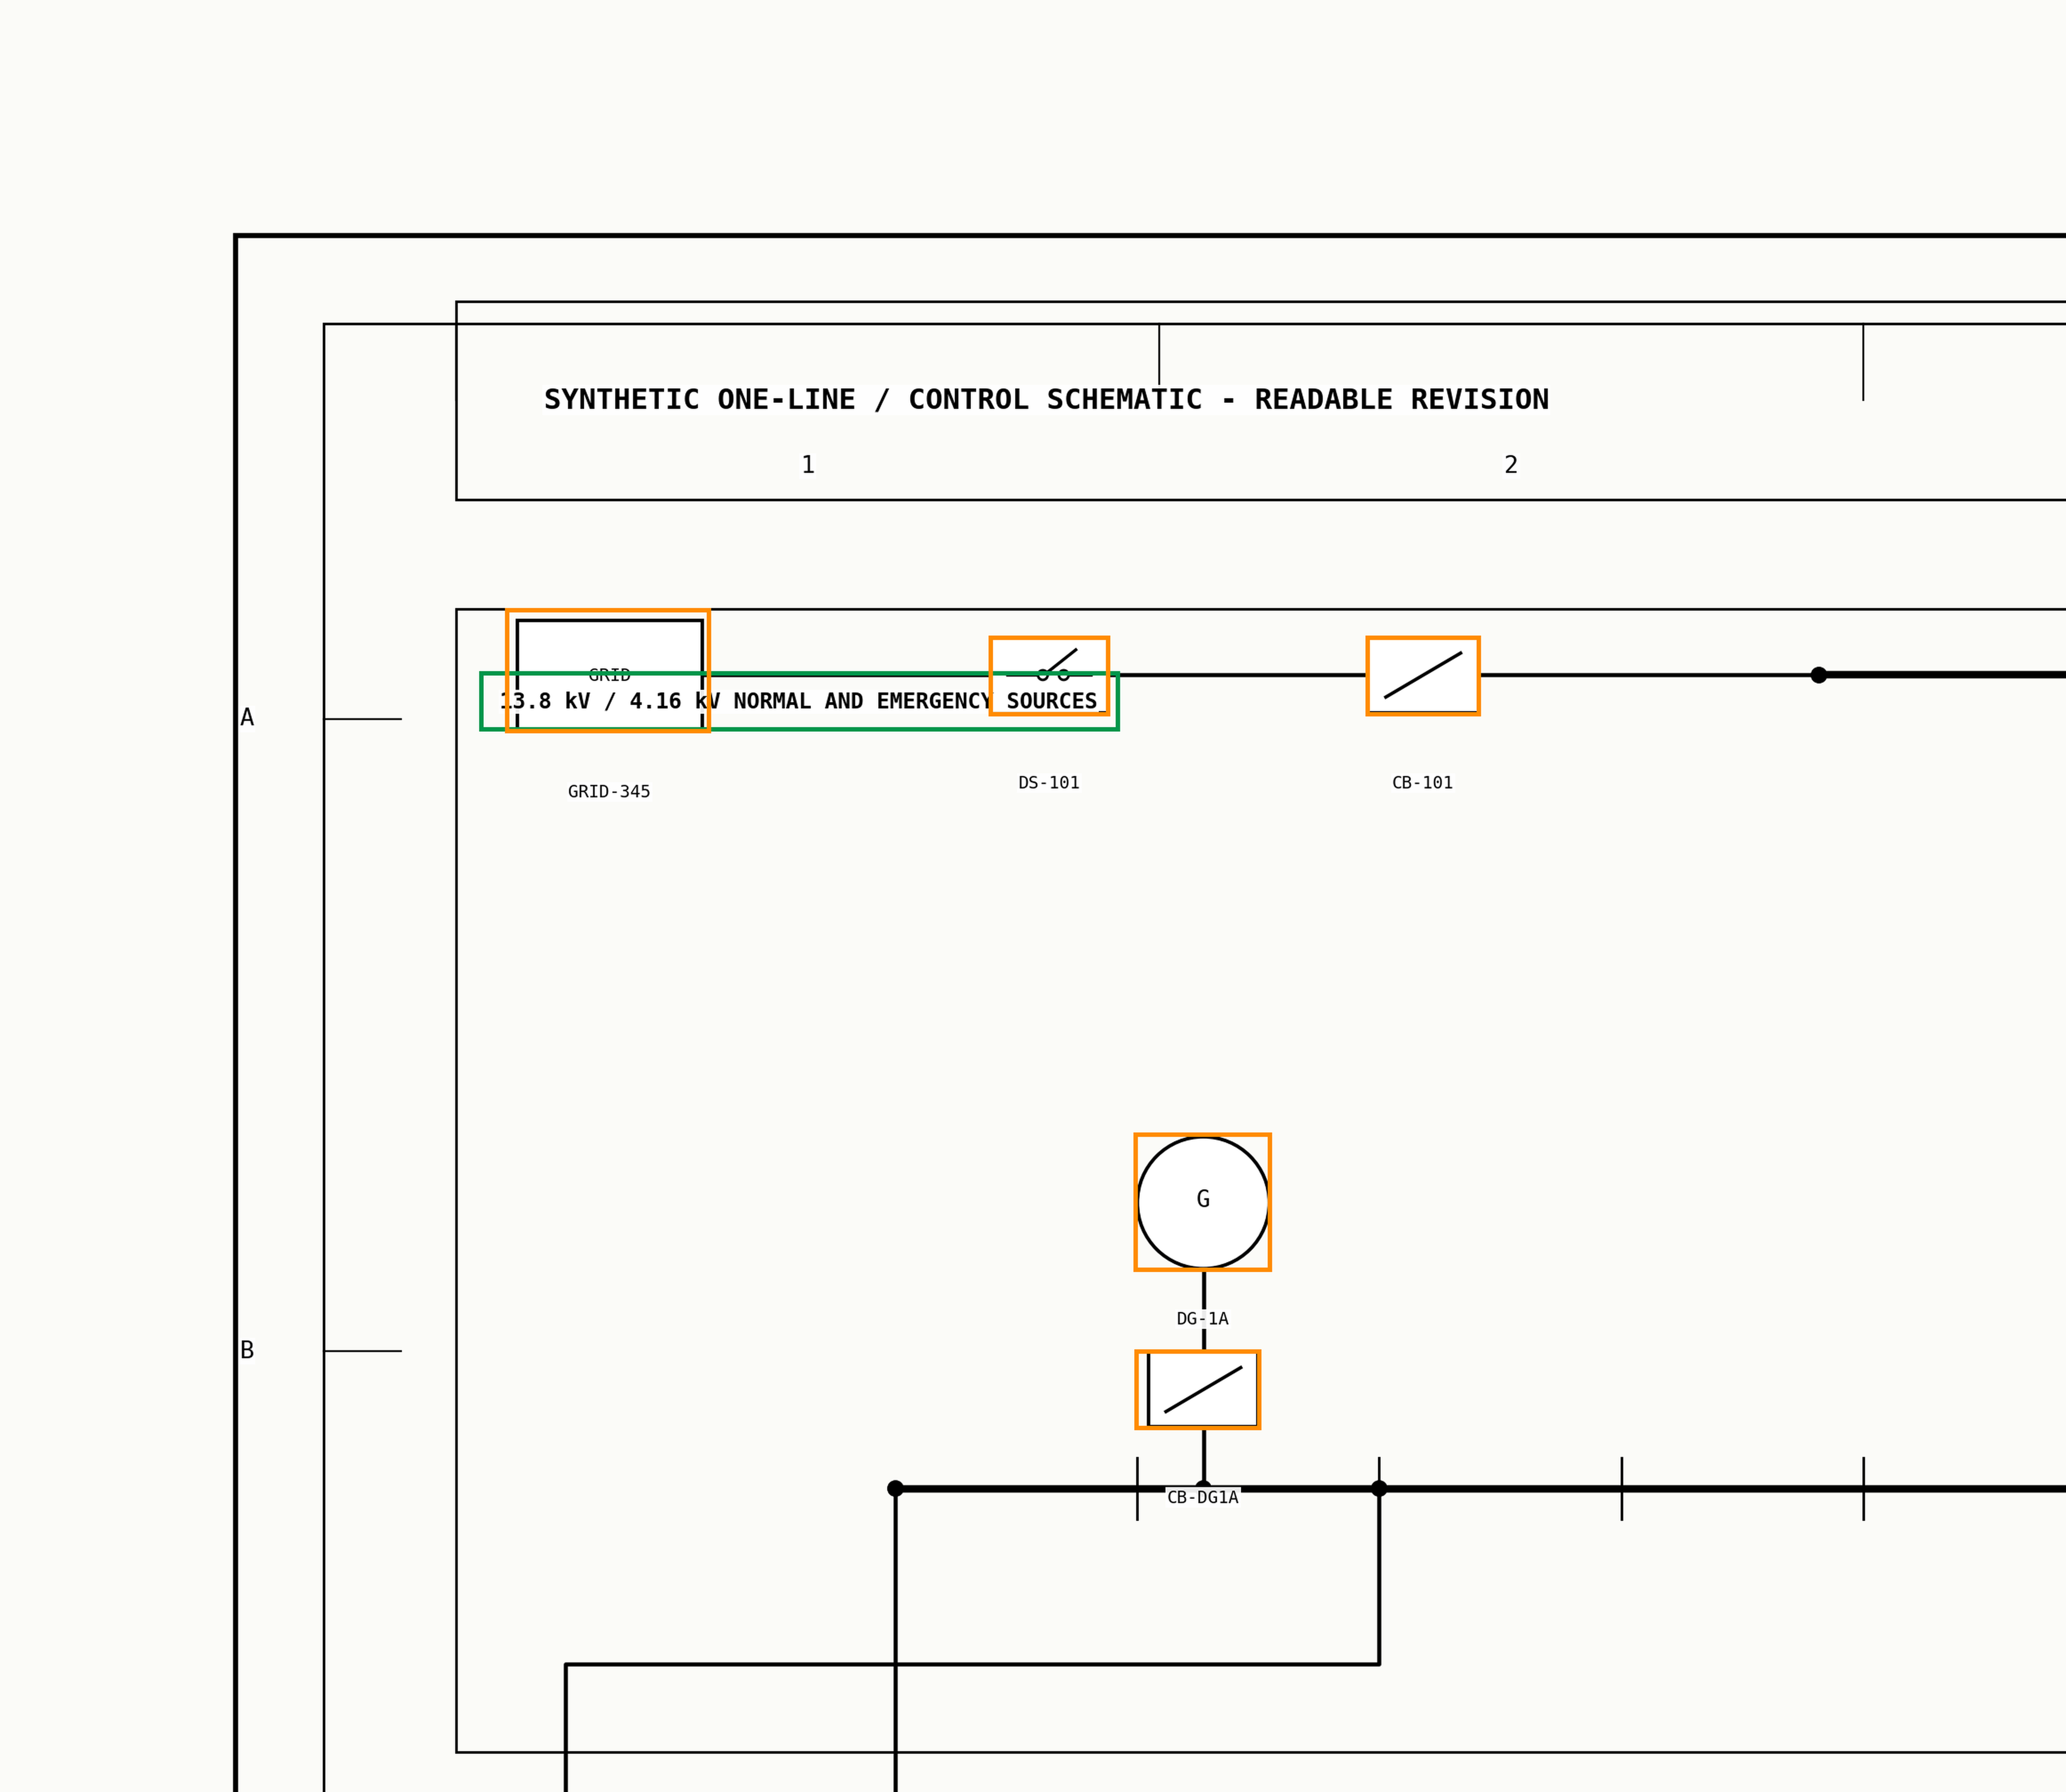 SYNTHETIC ONE-LINE / CONTROL SCHEMATIC - READABLE REVISION
1
2
GRID
13.8 kV / 4.16 kV NORMAL AND EMERGENCY SOURCES
A
GRID-345
DS-101
CB-101
G
DG-1A
B
CB-DG1A